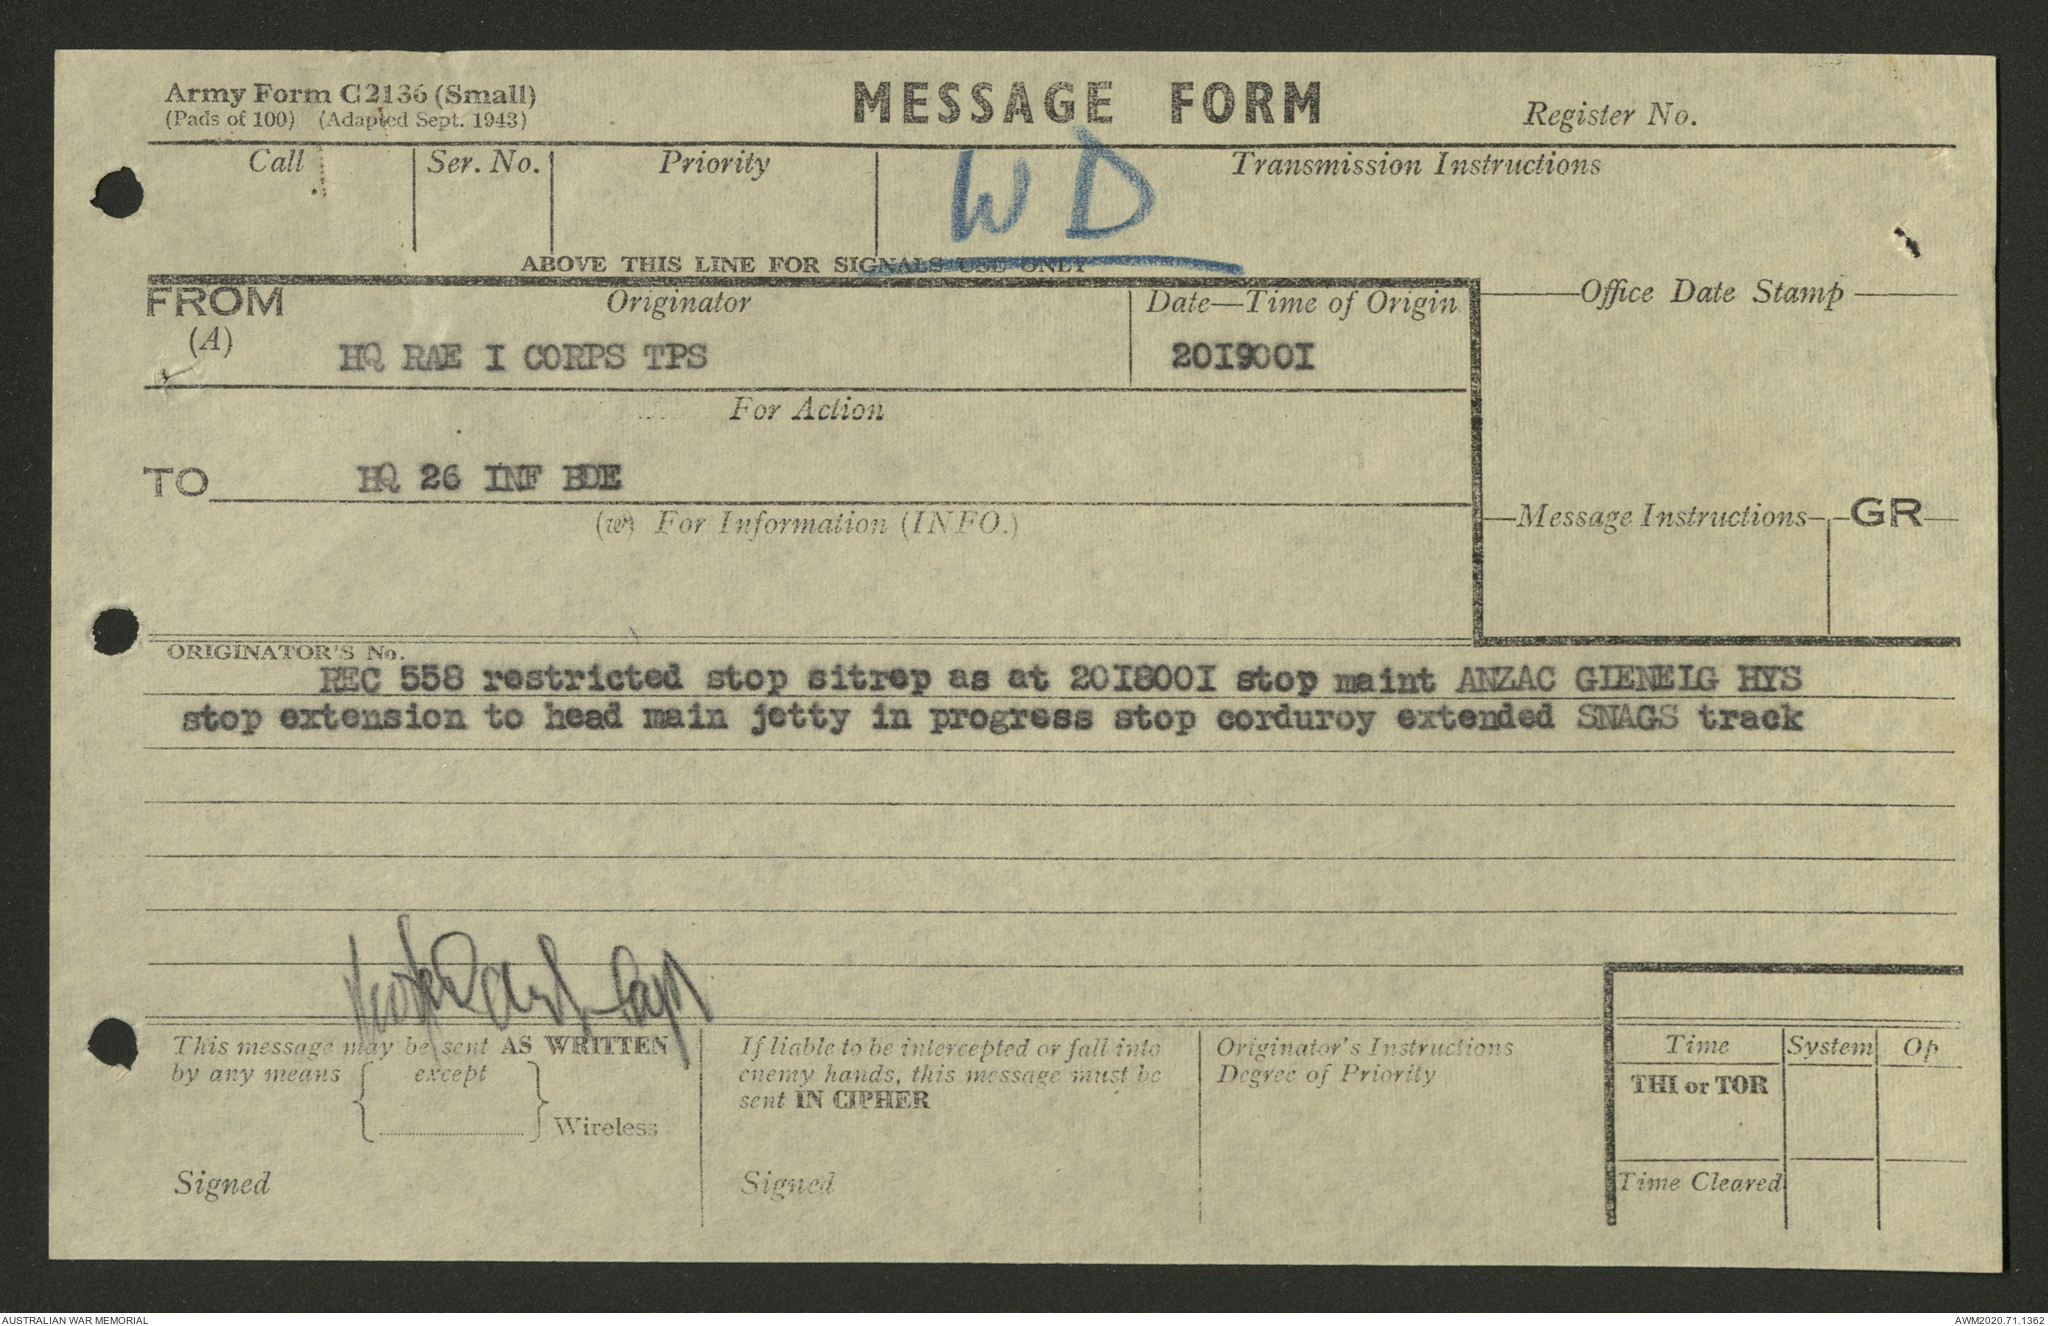 Army Form C2136 (Small)
(Pads of 100) (Adapted Sept. 1943)
MESSAGE FORM
Register No.
Call
Ser. No.
Priority
Transmission Instructions
WD
ABOVE THIS LINE FOR SIGNALS USE ONLY
FROM
(A)
Originator
HQ RAE I CORPS TPS
Date—Time of Origin
20I900I
Office Date Stamp
For Action
TO
HQ 26 INF BDE
(w) For Information (INFO.)
Message Instructions
GR
ORIGINATOR'S No.
REC 558 restricted stop sitrep as at 20I800I stop maint ANZAC GIENEIG HYS
stop extension to head main jetty in progress stop corduroy extended SNAGS track
Capt
This message may be sent AS WRITTEN
by any means { except
} Wireless
Signed
If liable to be intercepted or fall into
enemy hands, this message must be
sent IN CIPHER
Signed
Originator's Instructions
Degree of Priority
Time
System
Op
THI or TOR
Time Cleared
AUSTRALIAN WAR MEMORIAL
AWM2020.71.1362